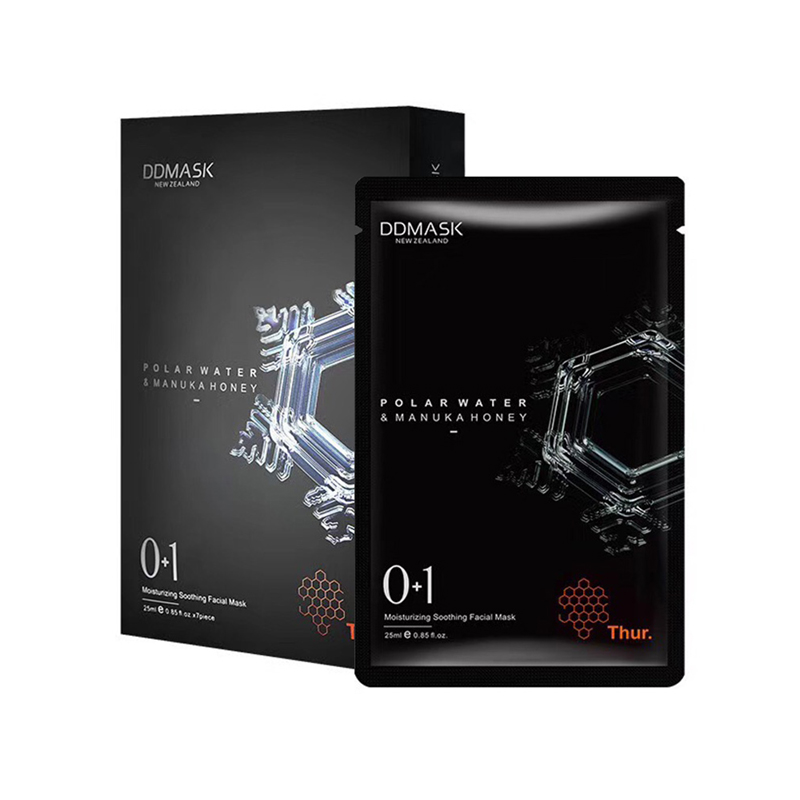 DDMASK
NEW ZEALAND
POLAR WATER
& MANUKA HONEY
0+1
Moisturizing Soothing Facial Mask
25ml e 0.85 fl.oz.x7piece
Thur.
DDMASK
NEW ZEALAND
POLAR WATER
& MANUKA HONEY
0+1
Moisturizing Soothing Facial Mask
25ml e 0.85 fl.oz.
Thur.